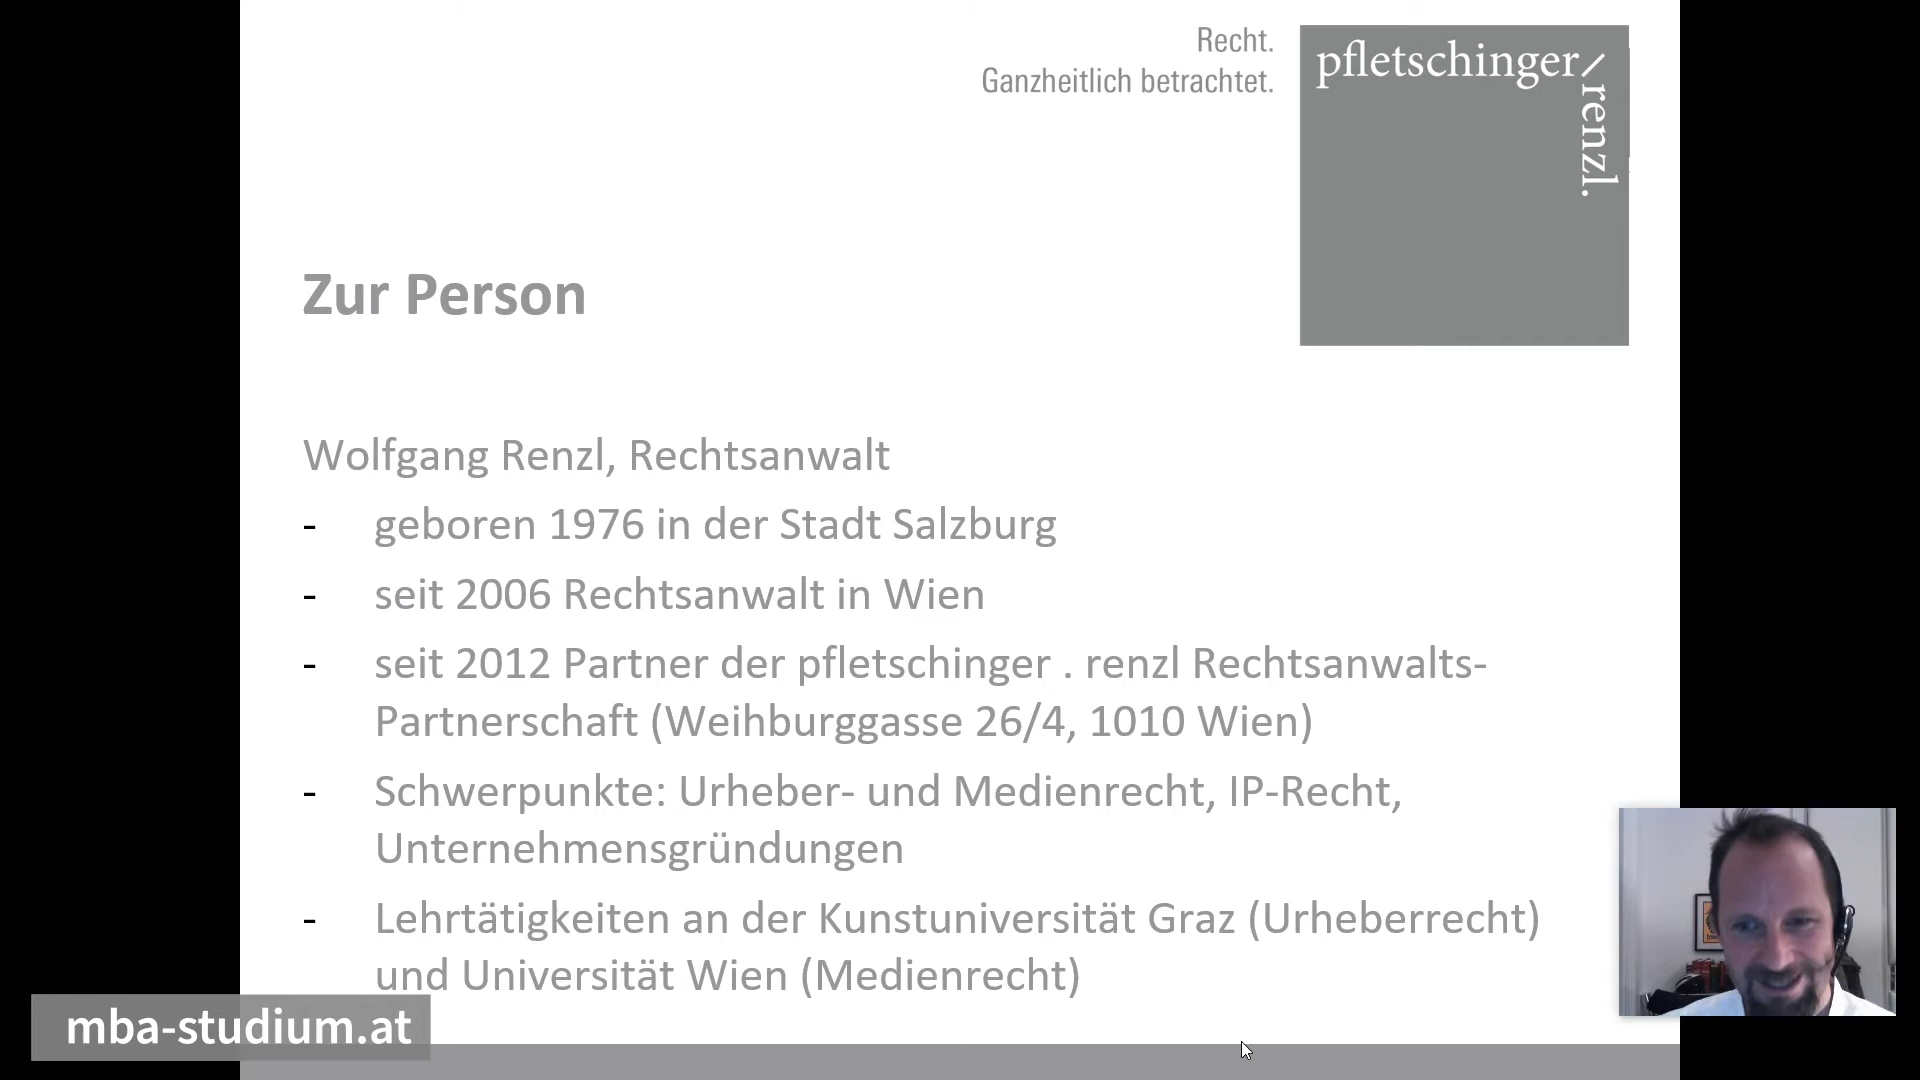 Recht.
Ganzheitlich betrachtet.
pfletschinger/
renzl.
Zur Person
Wolfgang Renzl, Rechtsanwalt
- geboren 1976 in der Stadt Salzburg
- seit 2006 Rechtsanwalt in Wien
- seit 2012 Partner der pfletschinger . renzl Rechtsanwalts-
Partnerschaft (Weihburggasse 26/4, 1010 Wien)
- Schwerpunkte: Urheber- und Medienrecht, IP-Recht,
Unternehmensgründungen
- Lehrtätigkeiten an der Kunstuniversität Graz (Urheberrecht)
und Universität Wien (Medienrecht)
mba-studium.at